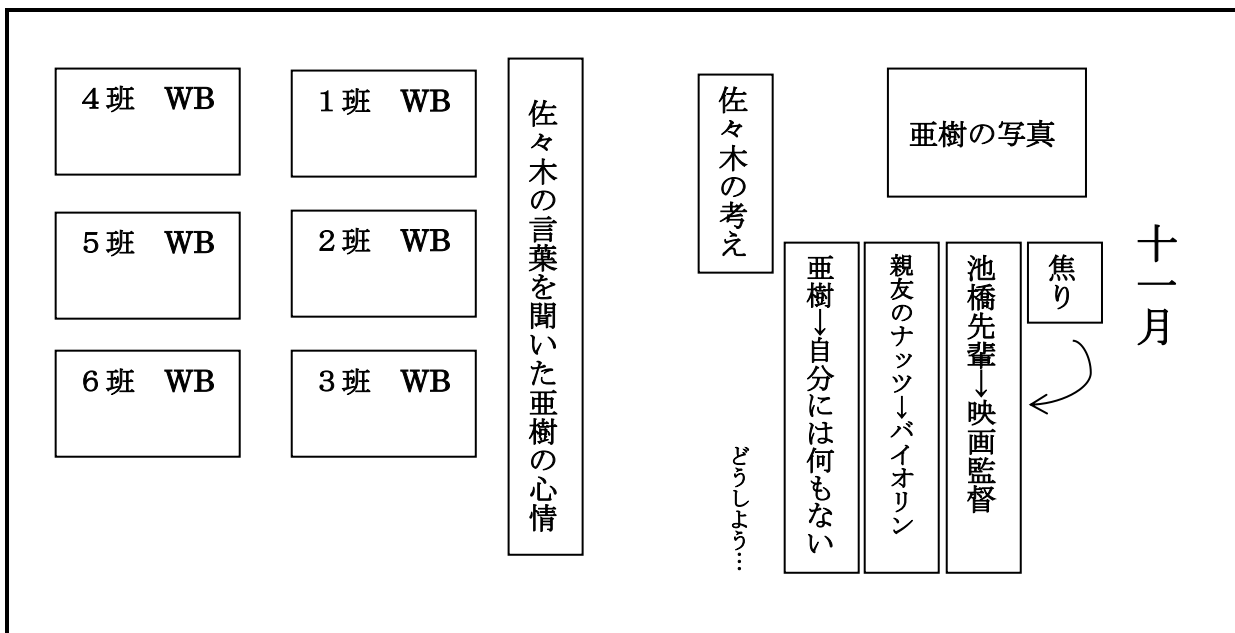 十一月
亜樹の写真
焦り
池橋先輩→映画監督
親友のナッツ→バイオリン
亜樹→自分には何もない
どうしよう…
佐々木の考え
佐々木の言葉を聞いた亜樹の心情
１班　WB
２班　WB
３班　WB
４班　WB
５班　WB
６班　WB